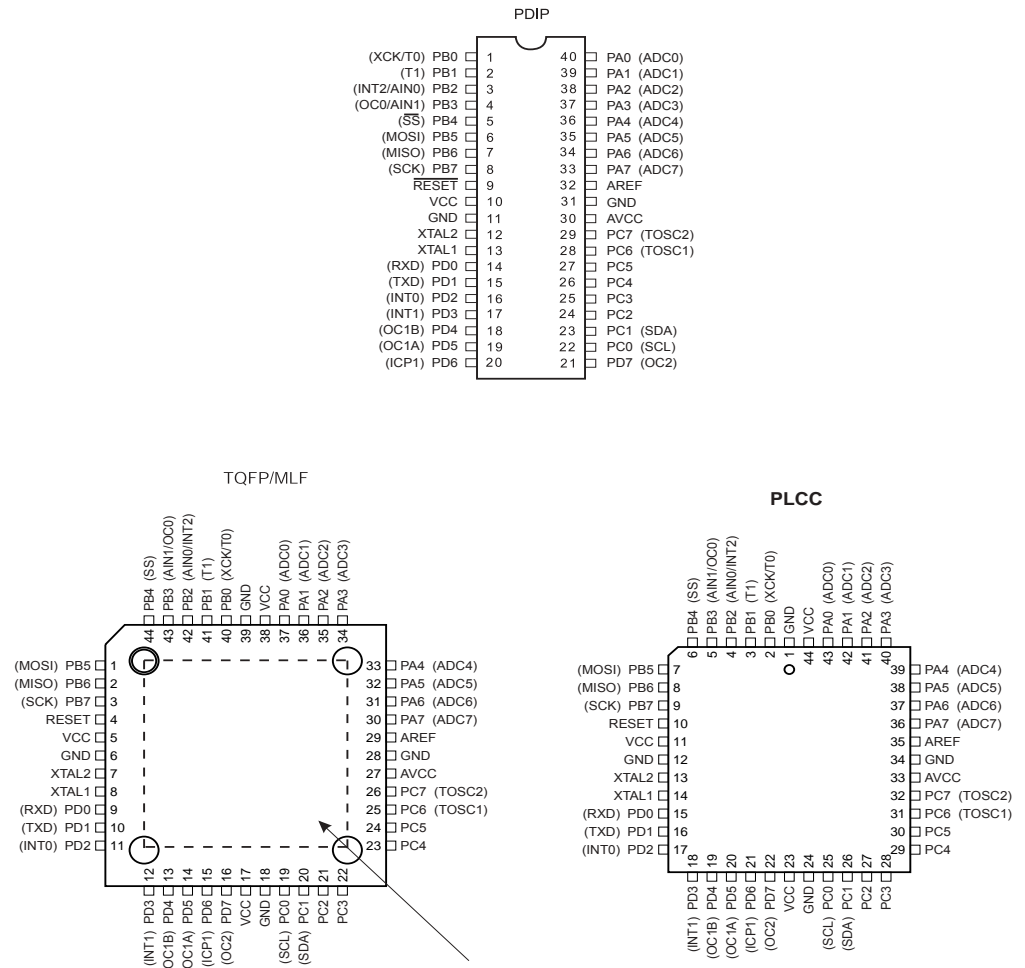 PDIP
(XCK/T0) PB0 1 40 PA0 (ADC0)
(T1) PB1 2 39 PA1 (ADC1)
(INT2/AIN0) PB2 3 38 PA2 (ADC2)
(OC0/AIN1) PB3 4 37 PA3 (ADC3)
(SS) PB4 5 36 PA4 (ADC4)
(MOSI) PB5 6 35 PA5 (ADC5)
(MISO) PB6 7 34 PA6 (ADC6)
(SCK) PB7 8 33 PA7 (ADC7)
RESET 9 32 AREF
VCC 10 31 GND
GND 11 30 AVCC
XTAL2 12 29 PC7 (TOSC2)
XTAL1 13 28 PC6 (TOSC1)
(RXD) PD0 14 27 PC5
(TXD) PD1 15 26 PC4
(INT0) PD2 16 25 PC3
(INT1) PD3 17 24 PC2
(OC1B) PD4 18 23 PC1 (SDA)
(OC1A) PD5 19 22 PC0 (SCL)
(ICP1) PD6 20 21 PD7 (OC2)
TQFP/MLF
PB4 (SS)
PB3 (AIN1/OC0)
PB2 (AIN0/INT2)
PB1 (T1)
PB0 (XCK/T0)
GND
VCC
PA0 (ADC0)
PA1 (ADC1)
PA2 (ADC2)
PA3 (ADC3)
44 43 42 41 40 39 38 37 36 35 34
(MOSI) PB5 1 33 PA4 (ADC4)
(MISO) PB6 2 32 PA5 (ADC5)
(SCK) PB7 3 31 PA6 (ADC6)
RESET 4 30 PA7 (ADC7)
VCC 5 29 AREF
GND 6 28 GND
XTAL2 7 27 AVCC
XTAL1 8 26 PC7 (TOSC2)
(RXD) PD0 9 25 PC6 (TOSC1)
(TXD) PD1 10 24 PC5
(INT0) PD2 11 23 PC4
12 13 14 15 16 17 18 19 20 21 22
(INT1) PD3
OC1B) PD4
OC1A) PD5
(ICP1) PD6
(OC2) PD7
VCC
GND
(SCL) PC0
(SDA) PC1
PC2
PC3
PLCC
PB4 (SS)
PB3 (AIN1/OC0)
PB2 (AIN0/INT2)
PB1 (T1)
PB0 (XCK/T0)
GND
VCC
PA0 (ADC0)
PA1 (ADC1)
PA2 (ADC2)
PA3 (ADC3)
6 5 4 3 2 1 44 43 42 41 40
(MOSI) PB5 7 39 PA4 (ADC4)
(MISO) PB6 8 38 PA5 (ADC5)
(SCK) PB7 9 37 PA6 (ADC6)
RESET 10 36 PA7 (ADC7)
VCC 11 35 AREF
GND 12 34 GND
XTAL2 13 33 AVCC
XTAL1 14 32 PC7 (TOSC2)
(RXD) PD0 15 31 PC6 (TOSC1)
(TXD) PD1 16 30 PC5
(INT0) PD2 17 29 PC4
18 19 20 21 22 23 24 25 26 27 28
(INT1) PD3
(OC1B) PD4
(OC1A) PD5
(ICP1) PD6
(OC2) PD7
VCC
GND
(SCL) PC0
(SDA) PC1
PC2
PC3